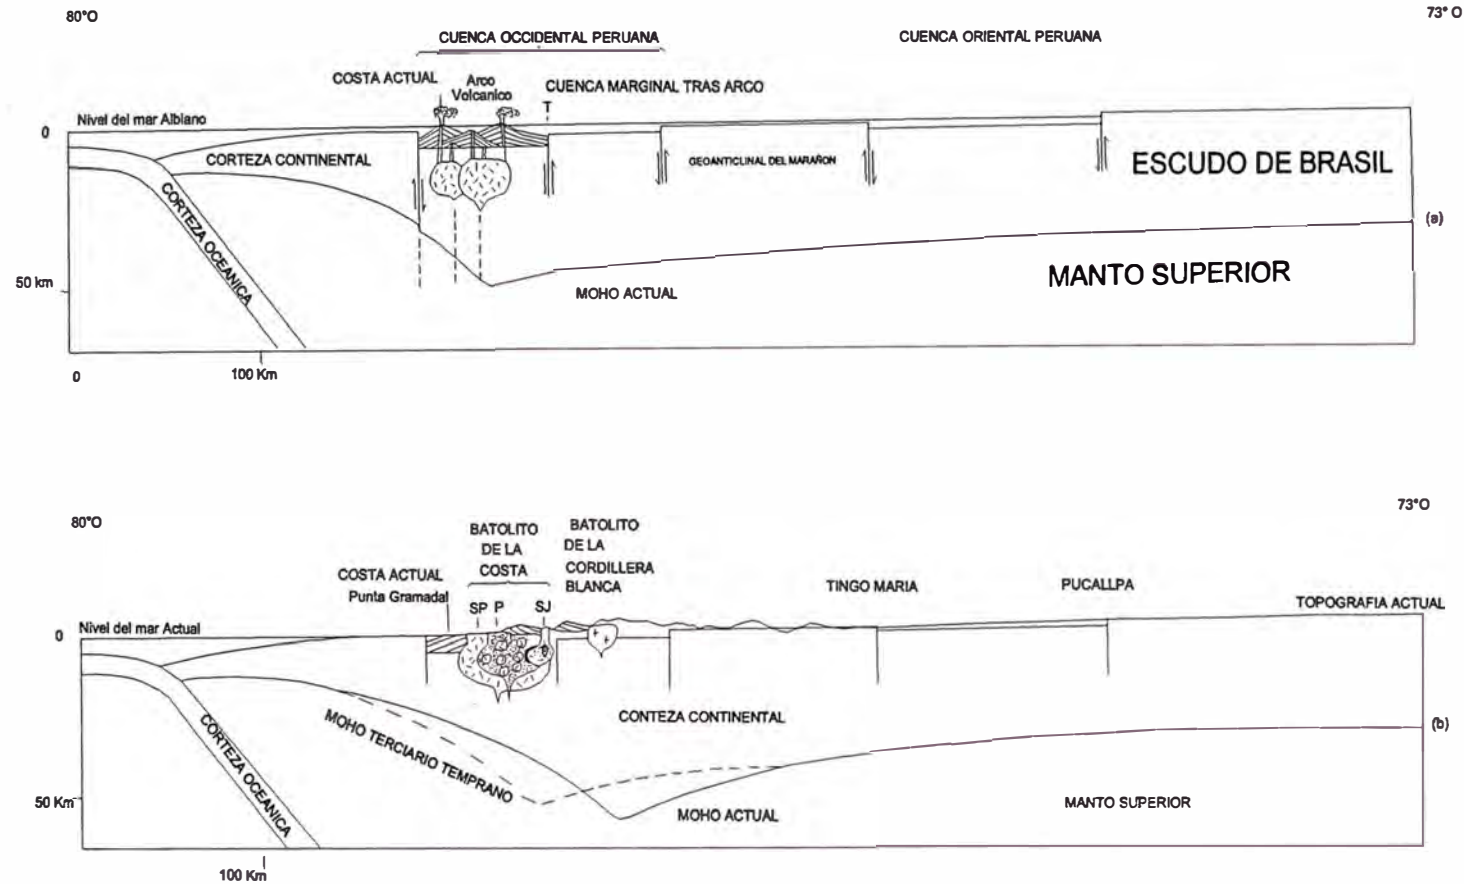 80°O
73° O
CUENCA OCCIDENTAL PERUANA
CUENCA ORIENTAL PERUANA
COSTA ACTUAL
Arco
Volcanico
CUENCA MARGINAL TRAS ARCO
T
Nivel del mar Albiano
0
CORTEZA CONTINENTAL
GEOANTICLINAL DEL MARAÑON
ESCUDO DE BRASIL
CORTEZA OCEANICA
(a)
50 km
MOHO ACTUAL
MANTO SUPERIOR
0
100 Km
80°O
73°O
BATOLITO
DE LA
COSTA
BATOLITO
DE LA
CORDILLERA
BLANCA
COSTA ACTUAL
Punta Gramadal
SP P SJ
TINGO MARIA
PUCALLPA
TOPOGRAFIA ACTUAL
0
Nivel del mar Actual
CORTEZA OCEANICA
MOHO TERCIARIO TEMPRANO
CONTEZA CONTINENTAL
(b)
50 Km
MOHO ACTUAL
MANTO SUPERIOR
100 Km